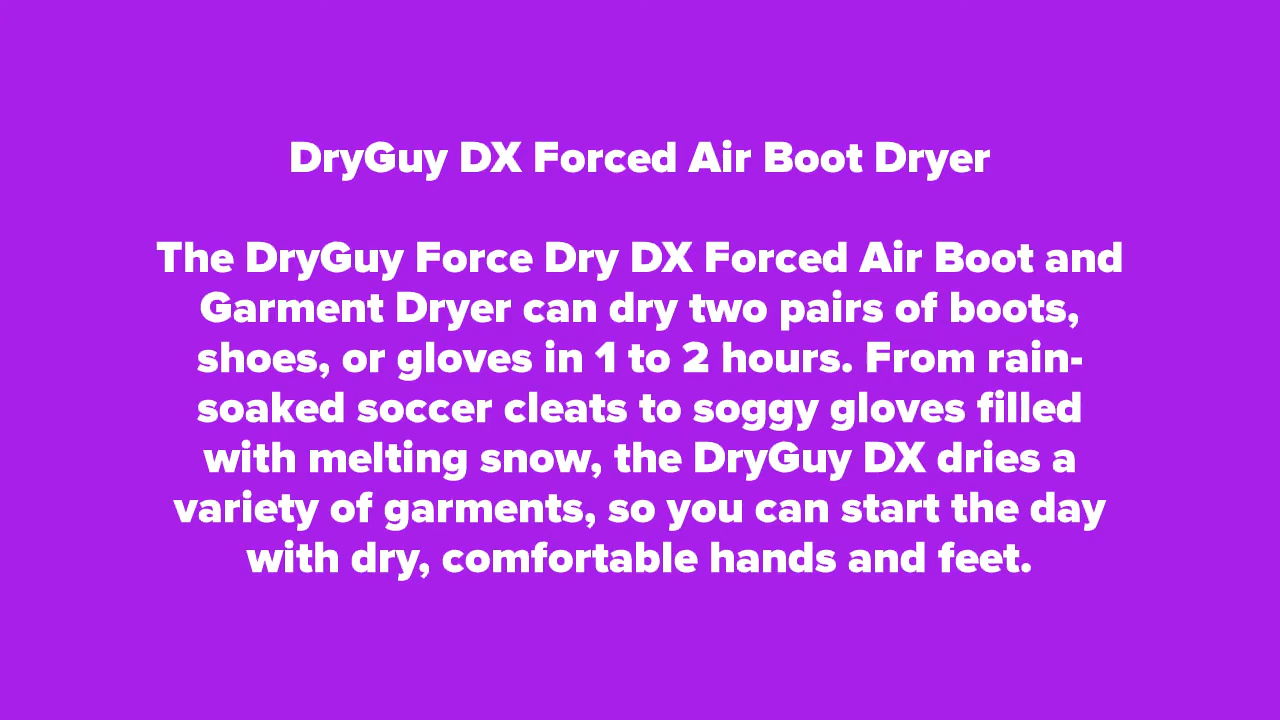 DryGuy DX Forced Air Boot Dryer
The DryGuy Force Dry DX Forced Air Boot and
Garment Dryer can dry two pairs of boots,
shoes, or gloves in 1 to 2 hours. From rain-
soaked soccer cleats to soggy gloves filled
with melting snow, the DryGuy DX dries a
variety of garments, so you can start the day
with dry, comfortable hands and feet.